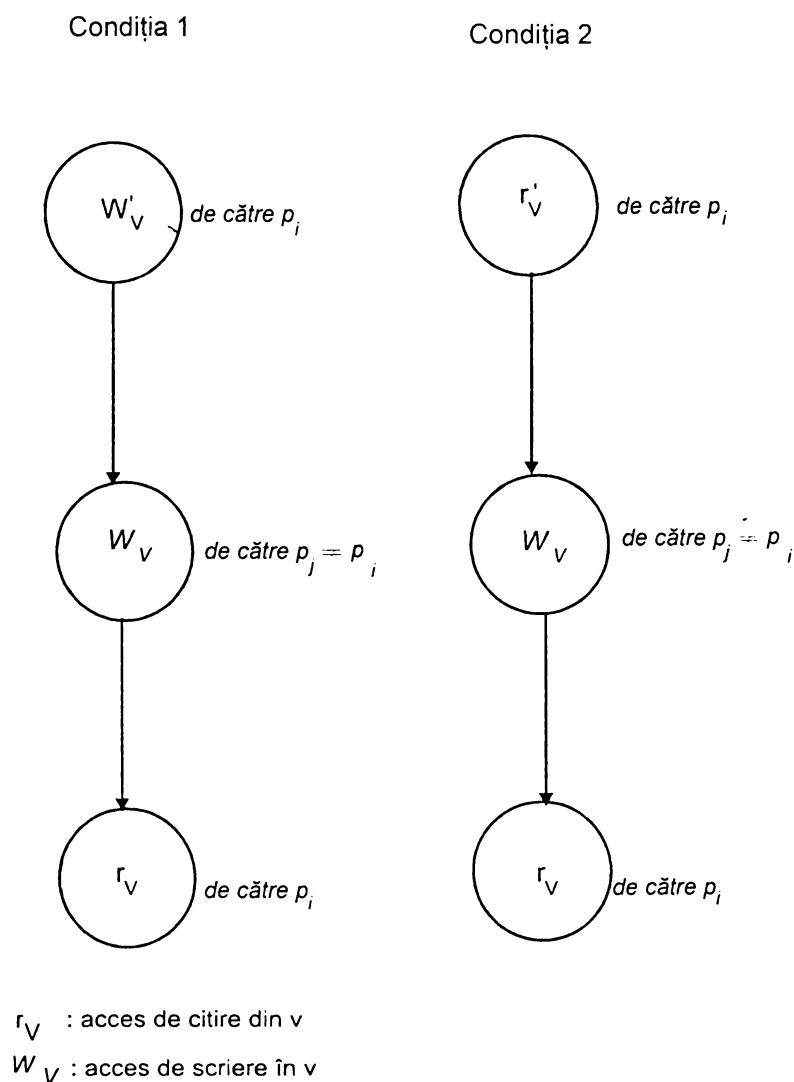 Condiția 1
Condiția 2
W'V de către pi
r'V de către pi
WV de către pj = pi
WV de către pj = pi
rV de către pi
rV de către pi
rV : acces de citire din v
WV : acces de scriere în v